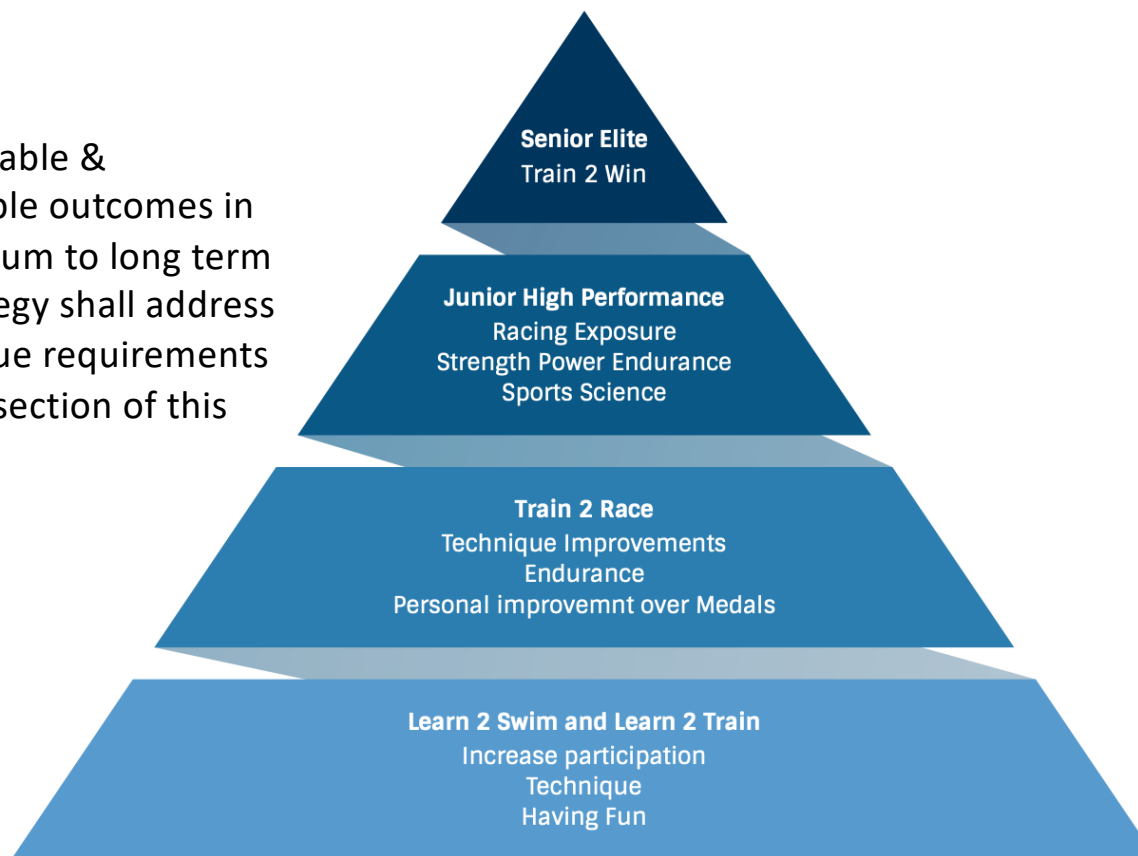 able &
ble outcomes in
um to long term
egy shall address
ue requirements
section of this
Senior Elite
Train 2 Win
Junior High Performance
Racing Exposure
Strength Power Endurance
Sports Science
Train 2 Race
Technique Improvements
Endurance
Personal improvemnt over Medals
Learn 2 Swim and Learn 2 Train
Increase participation
Technique
Having Fun